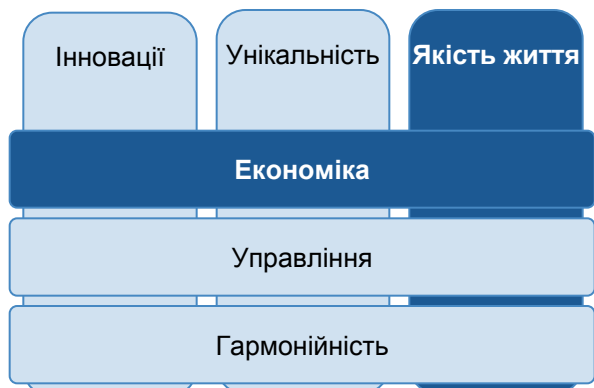 Інновації
Унікальність
Якість життя
Економіка
Управління
Гармонійність